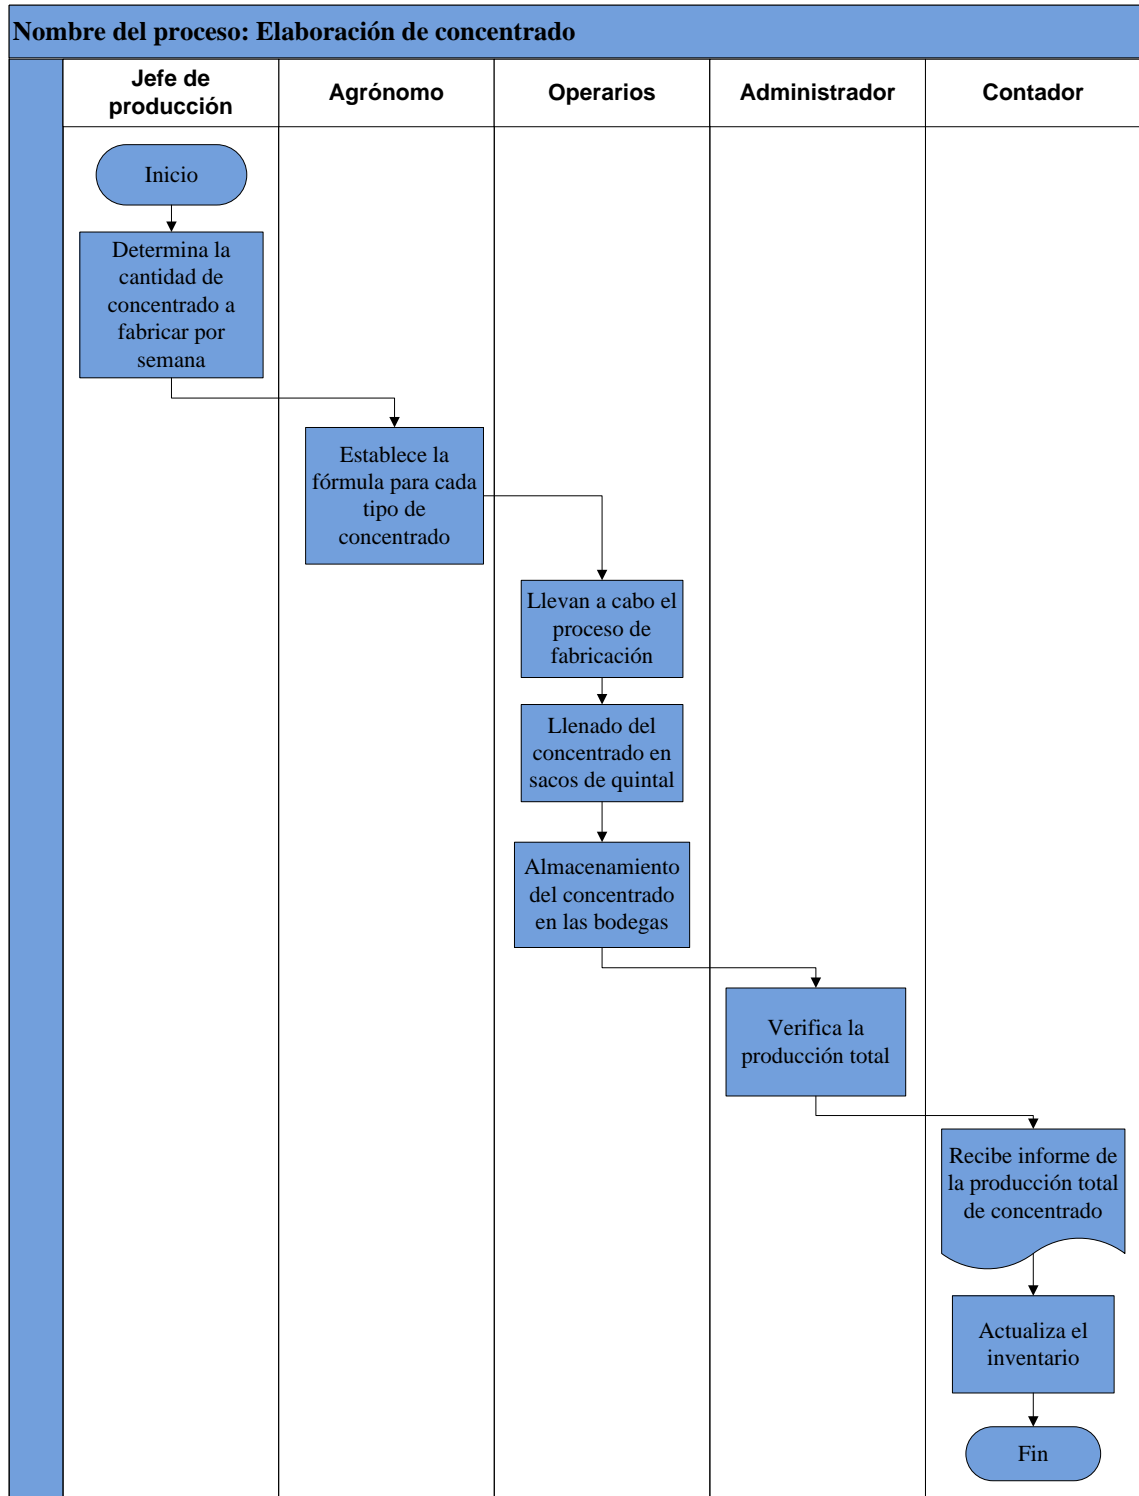 Nombre del proceso: Elaboración de concentrado
Jefe de
producción
Agrónomo
Operarios
Administrador
Contador
Inicio
Determina la
cantidad de
concentrado a
fabricar por
semana
Establece la
fórmula para cada
tipo de
concentrado
Llevan a cabo el
proceso de
fabricación
Llenado del
concentrado en
sacos de quintal
Almacenamiento
del concentrado
en las bodegas
Verifica la
producción total
Recibe informe de
la producción total
de concentrado
Actualiza el
inventario
Fin